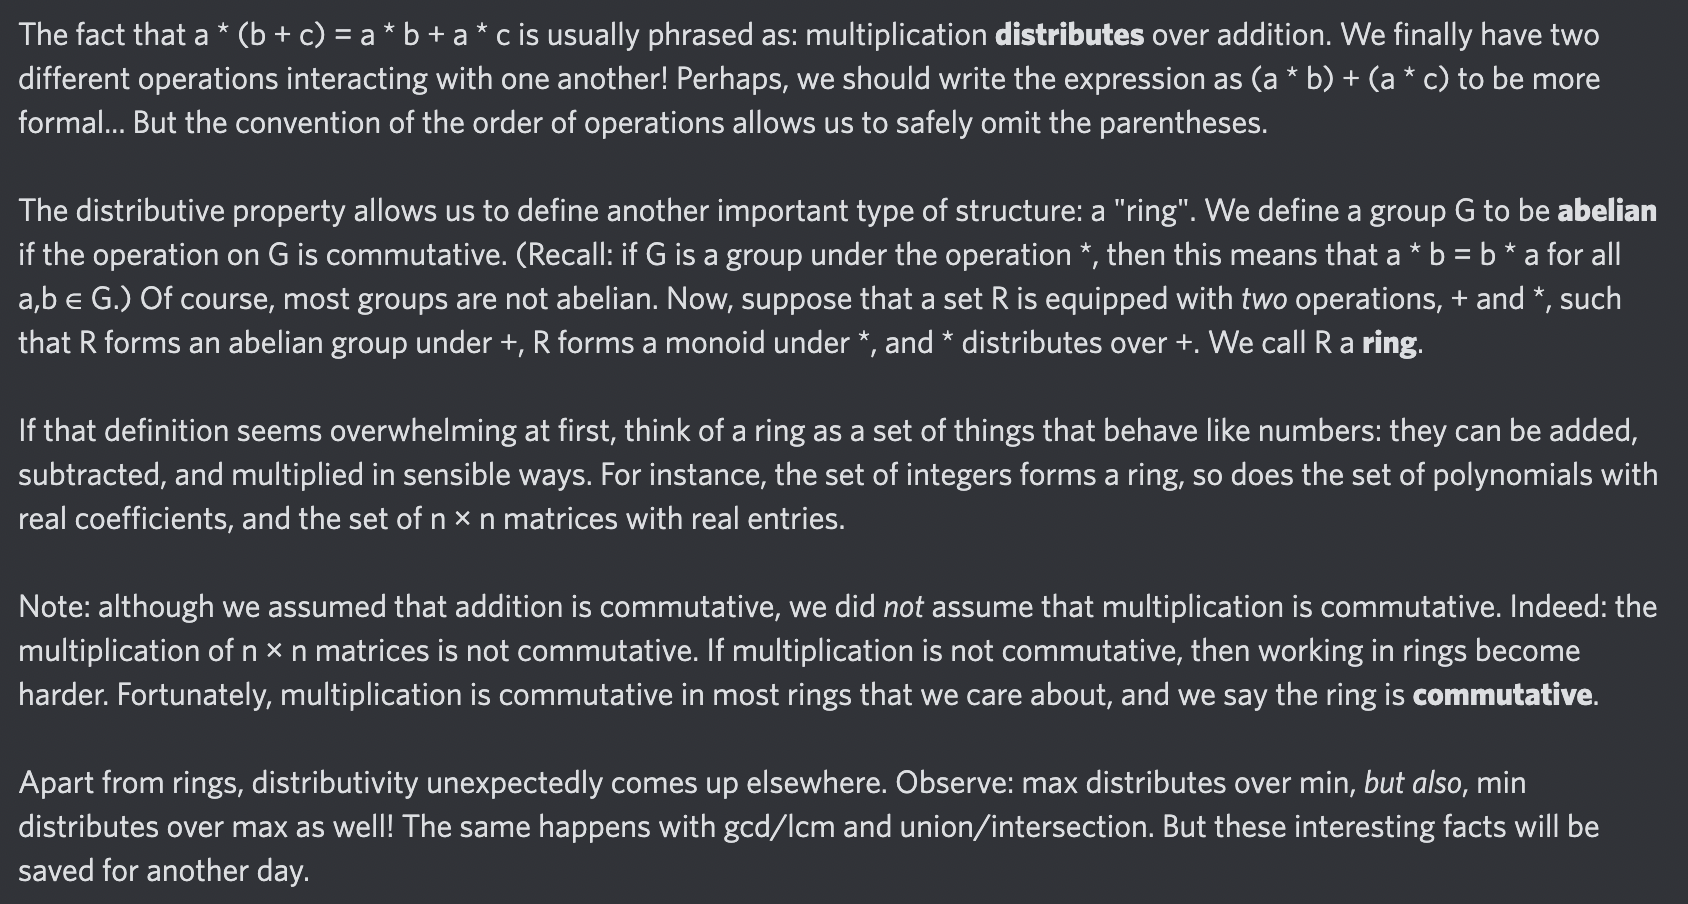 The fact that a * (b + c) = a * b + a * c is usually phrased as: multiplication distributes over addition. We finally have two
different operations interacting with one another! Perhaps, we should write the expression as (a * b) + (a * c) to be more
formal... But the convention of the order of operations allows us to safely omit the parentheses.
The distributive property allows us to define another important type of structure: a "ring". We define a group G to be abelian
if the operation on G is commutative. (Recall: if G is a group under the operation *, then this means that a * b = b * a for all
a,b ∈ G.) Of course, most groups are not abelian. Now, suppose that a set R is equipped with two operations, + and *, such
that R forms an abelian group under +, R forms a monoid under *, and * distributes over +. We call R a ring.
If that definition seems overwhelming at first, think of a ring as a set of things that behave like numbers: they can be added,
subtracted, and multiplied in sensible ways. For instance, the set of integers forms a ring, so does the set of polynomials with
real coefficients, and the set of n × n matrices with real entries.
Note: although we assumed that addition is commutative, we did not assume that multiplication is commutative. Indeed: the
multiplication of n × n matrices is not commutative. If multiplication is not commutative, then working in rings become
harder. Fortunately, multiplication is commutative in most rings that we care about, and we say the ring is commutative.
Apart from rings, distributivity unexpectedly comes up elsewhere. Observe: max distributes over min, but also, min
distributes over max as well! The same happens with gcd/lcm and union/intersection. But these interesting facts will be
saved for another day.